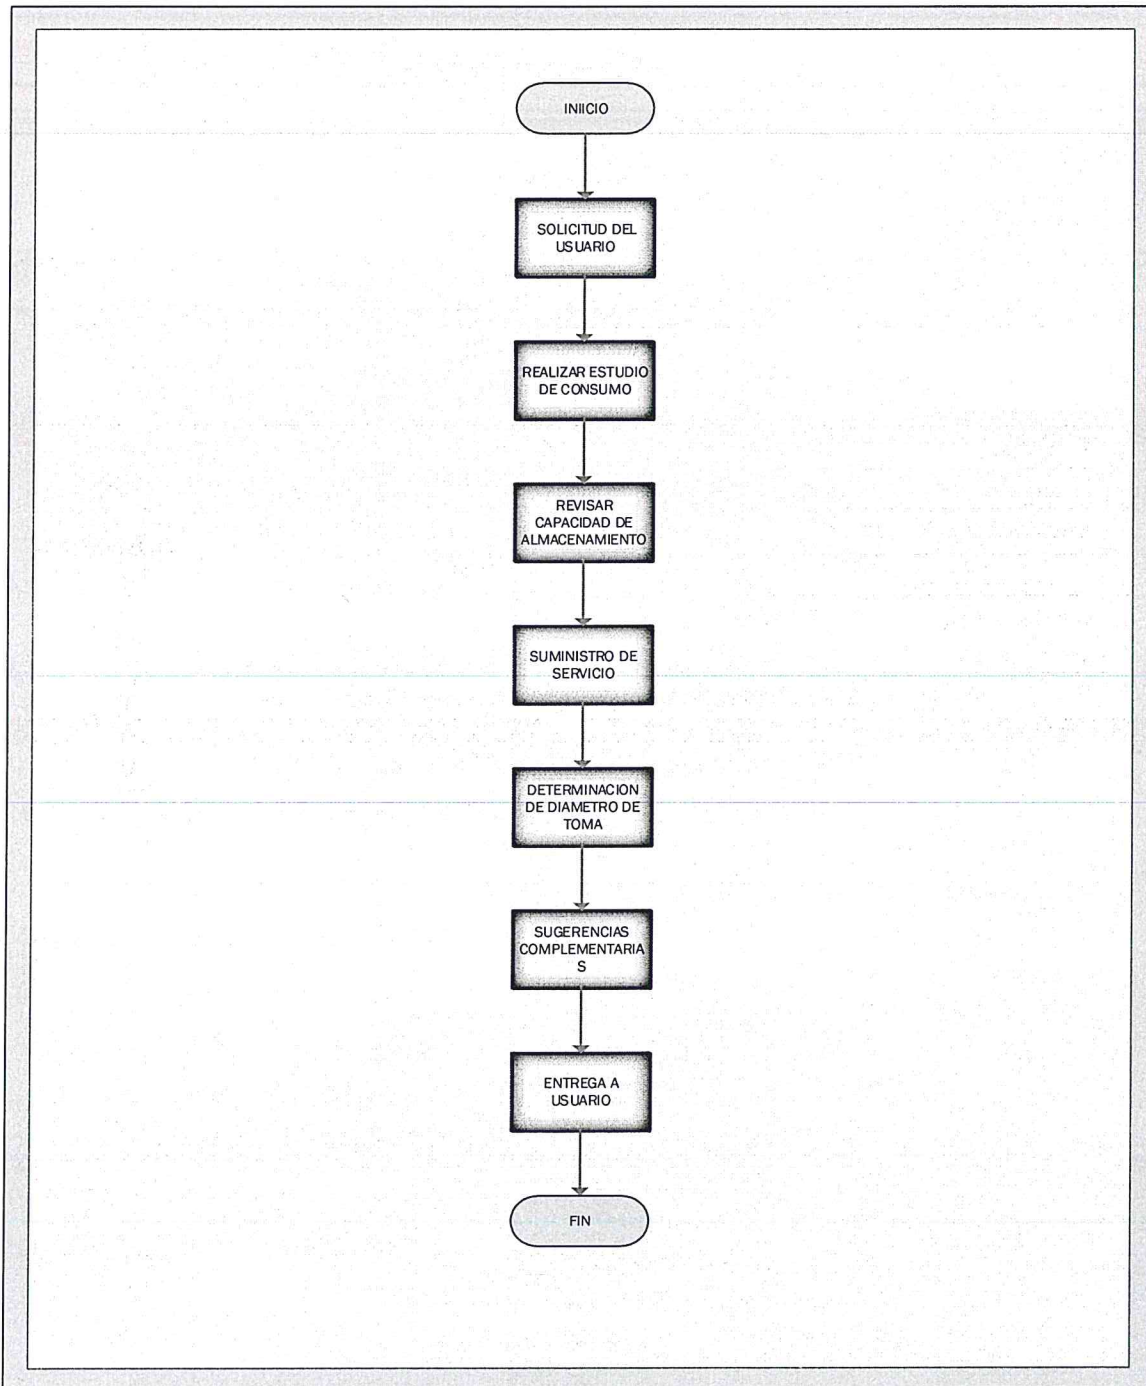 INIICIO
SOLICITUD DEL
USUARIO
REALIZAR ESTUDIO
DE CONSUMO
REVISAR
CAPACIDAD DE
ALMACENAMIENTO
SUMINISTRO DE
SERVICIO
DETERMINACION
DE DIAMETRO DE
TOMA
SUGERENCIAS
COMPLEMENTARIA
S
ENTREGA A
USUARIO
FIN